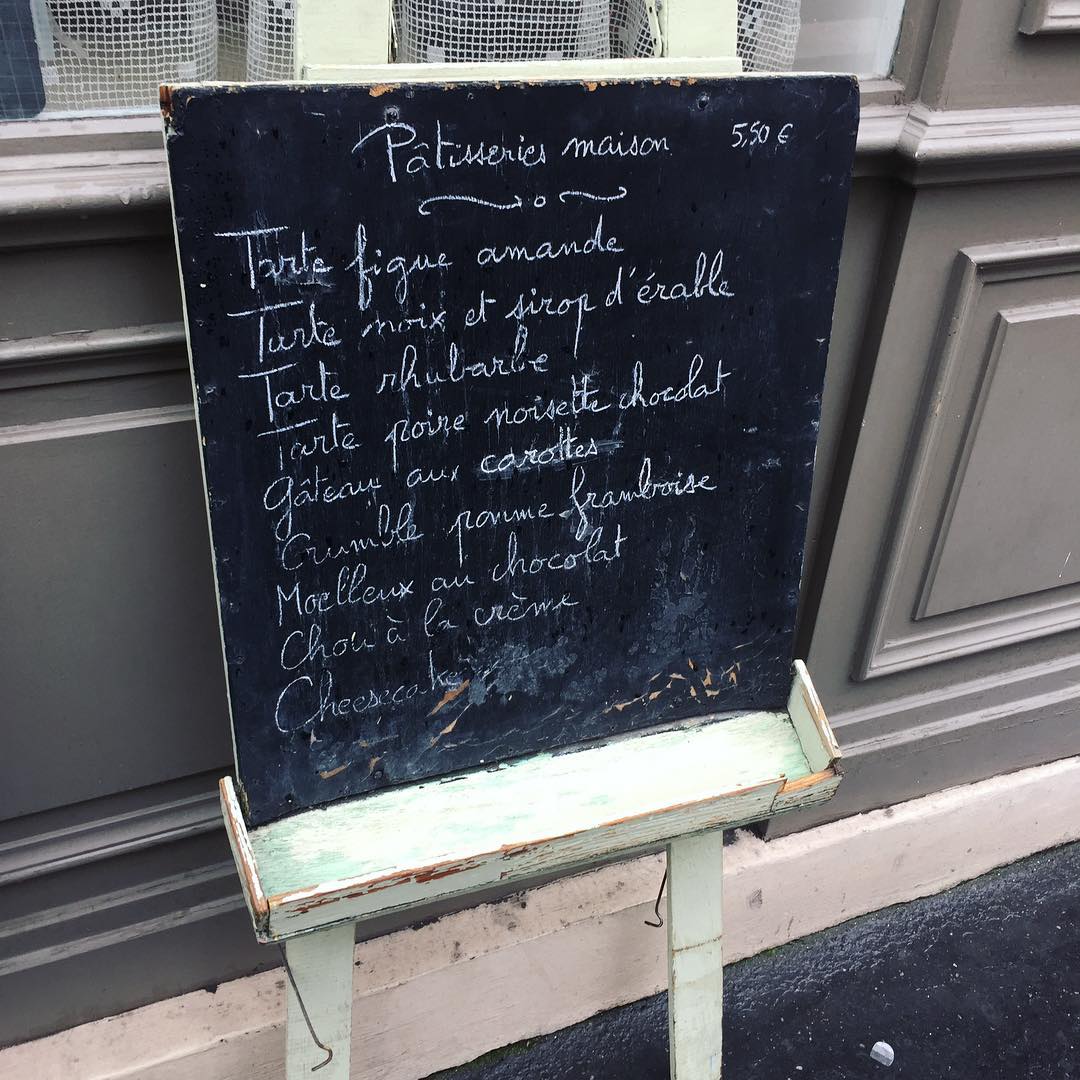 Pâtisseries maison 5,50 €
Tarte figue amande
Tarte noix et sirop d'érable
Tarte rhubarbe
Tarte poire noisette chocolat
Gâteau aux carottes
Crumble pomme framboise
Moelleux au chocolat
Chou à la crème
Cheesecake